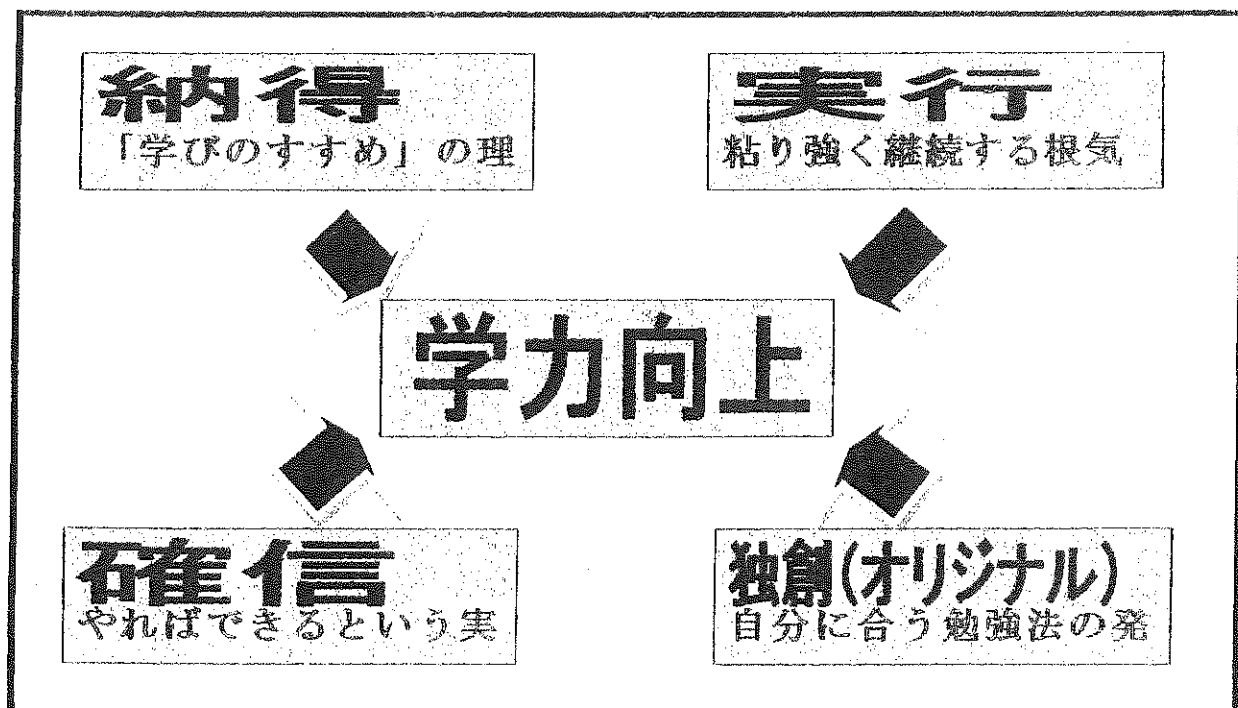 納得
「学びのすすめ」の理
実行
粘り強く継続する根気
学力向上
確信
やればできるという実
独創(オリジナル)
自分に合う勉強法の発